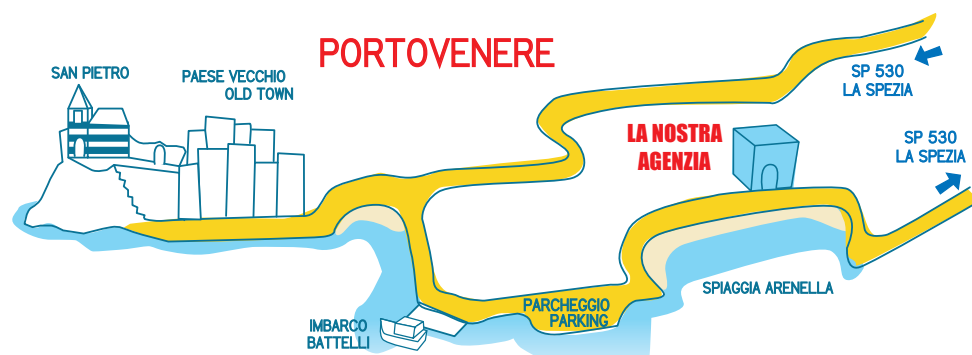 PORTOVENERE
SAN PIETRO
PAESE VECCHIO
OLD TOWN
SP 530
LA SPEZIA
LA NOSTRA
AGENZIA
SP 530
LA SPEZIA
SPIAGGIA ARENELLA
PARCHEGGIO
PARKING
IMBARCO
BATTELLI